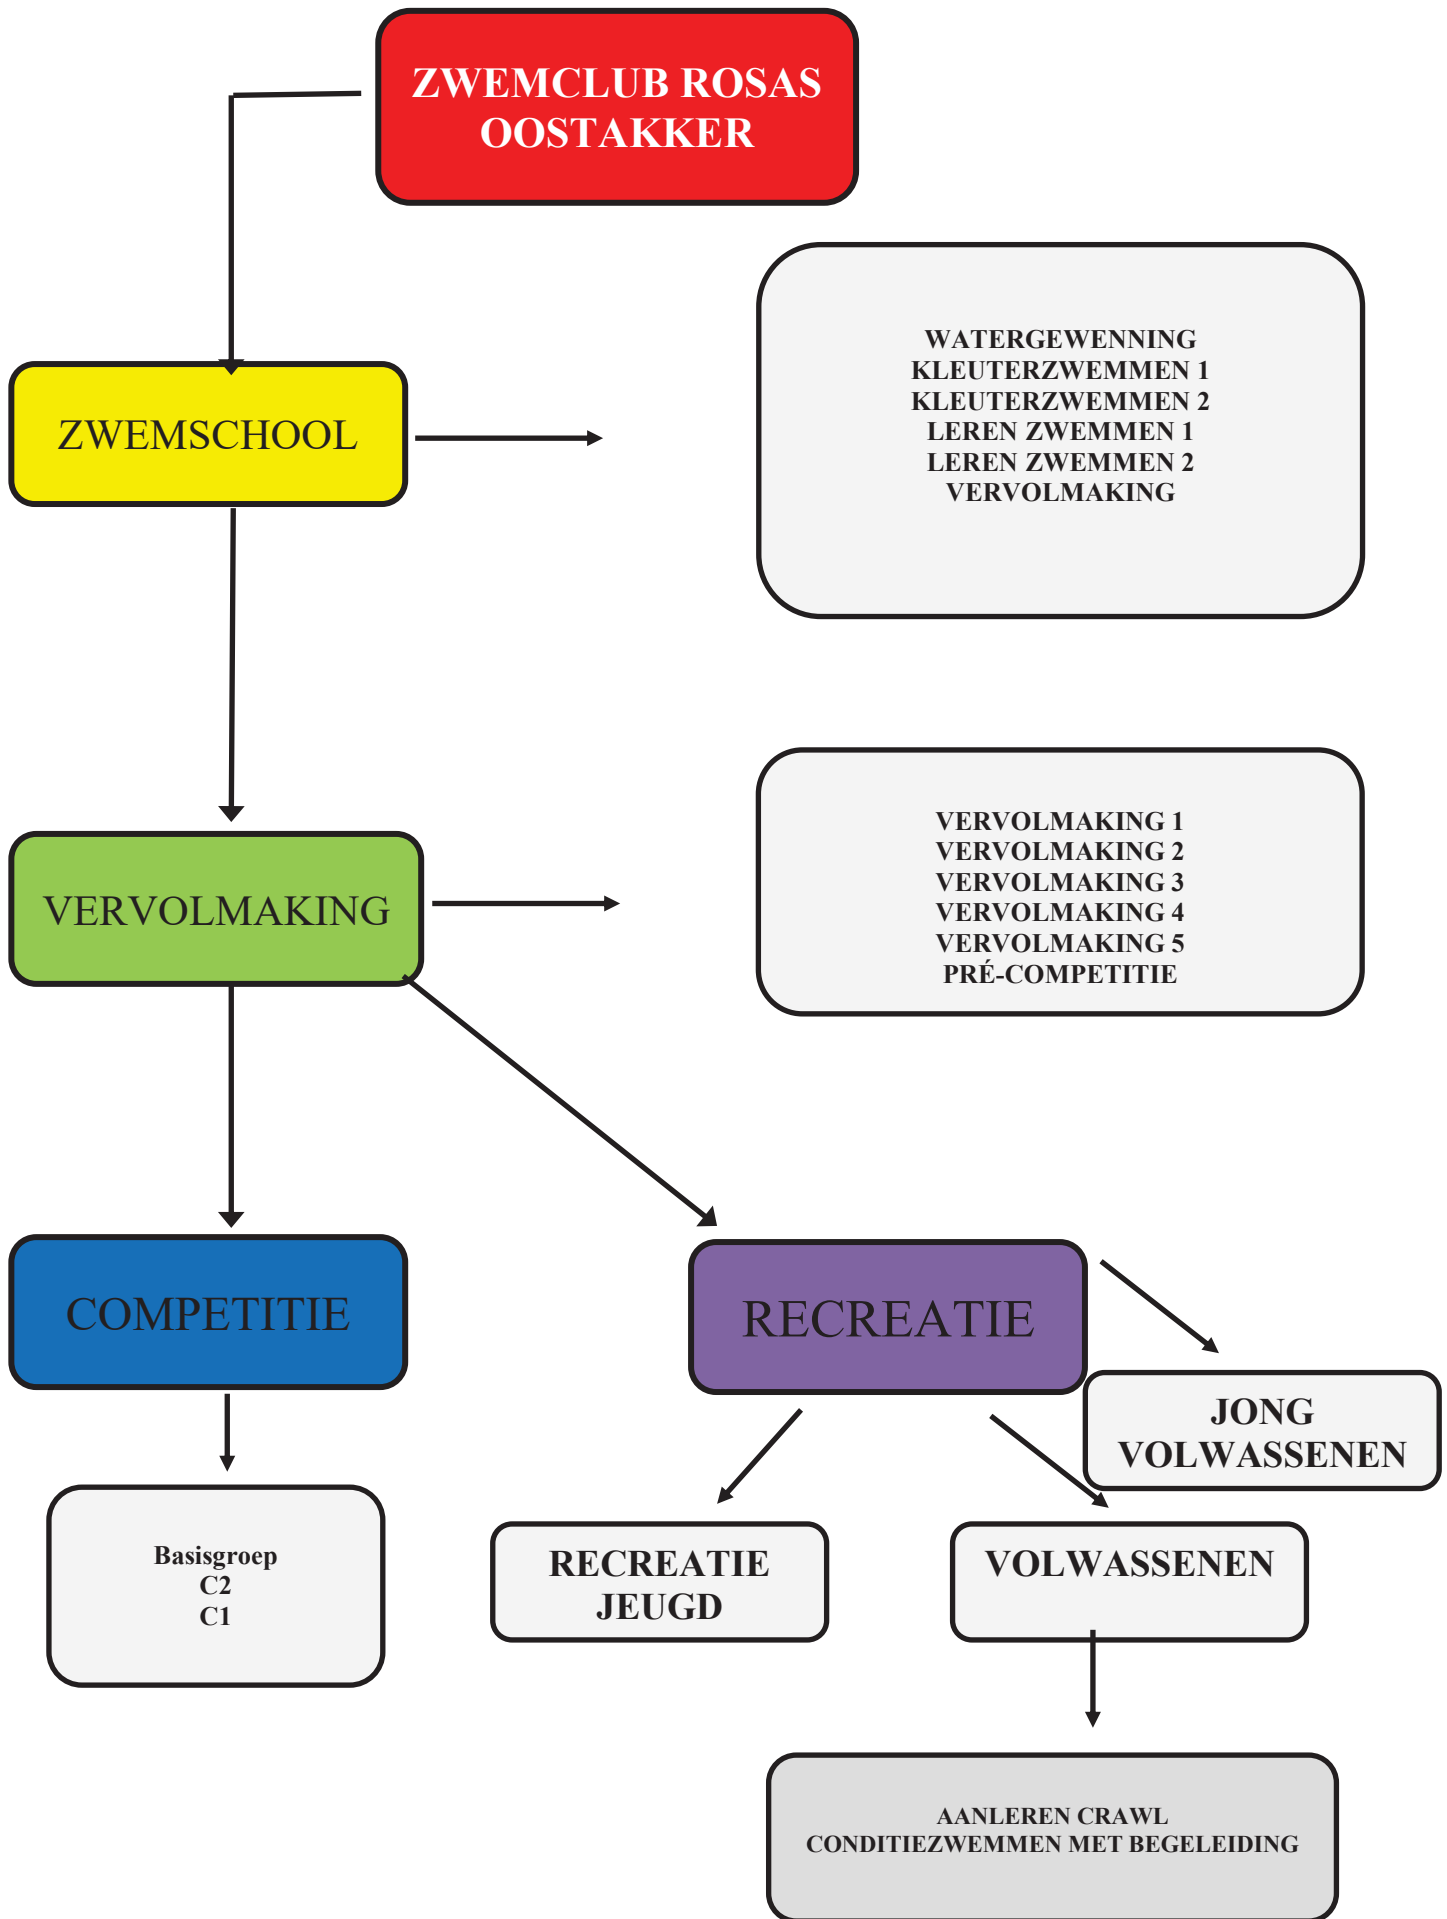 ZWEMCLUB ROSAS
OOSTAKKER
WATERGEWENNING
KLEUTERZWEMMEN 1
KLEUTERZWEMMEN 2
LEREN ZWEMMEN 1
LEREN ZWEMMEN 2
VERVOLMAKING
ZWEMSCHOOL
VERVOLMAKING 1
VERVOLMAKING 2
VERVOLMAKING 3
VERVOLMAKING 4
VERVOLMAKING 5
PRÉ-COMPETITIE
VERVOLMAKING
COMPETITIE
RECREATIE
JONG
VOLWASSENEN
Basisgroep
C2
C1
RECREATIE
JEUGD
VOLWASSENEN
AANLEREN CRAWL
CONDITIEZWEMMEN MET BEGELEIDING